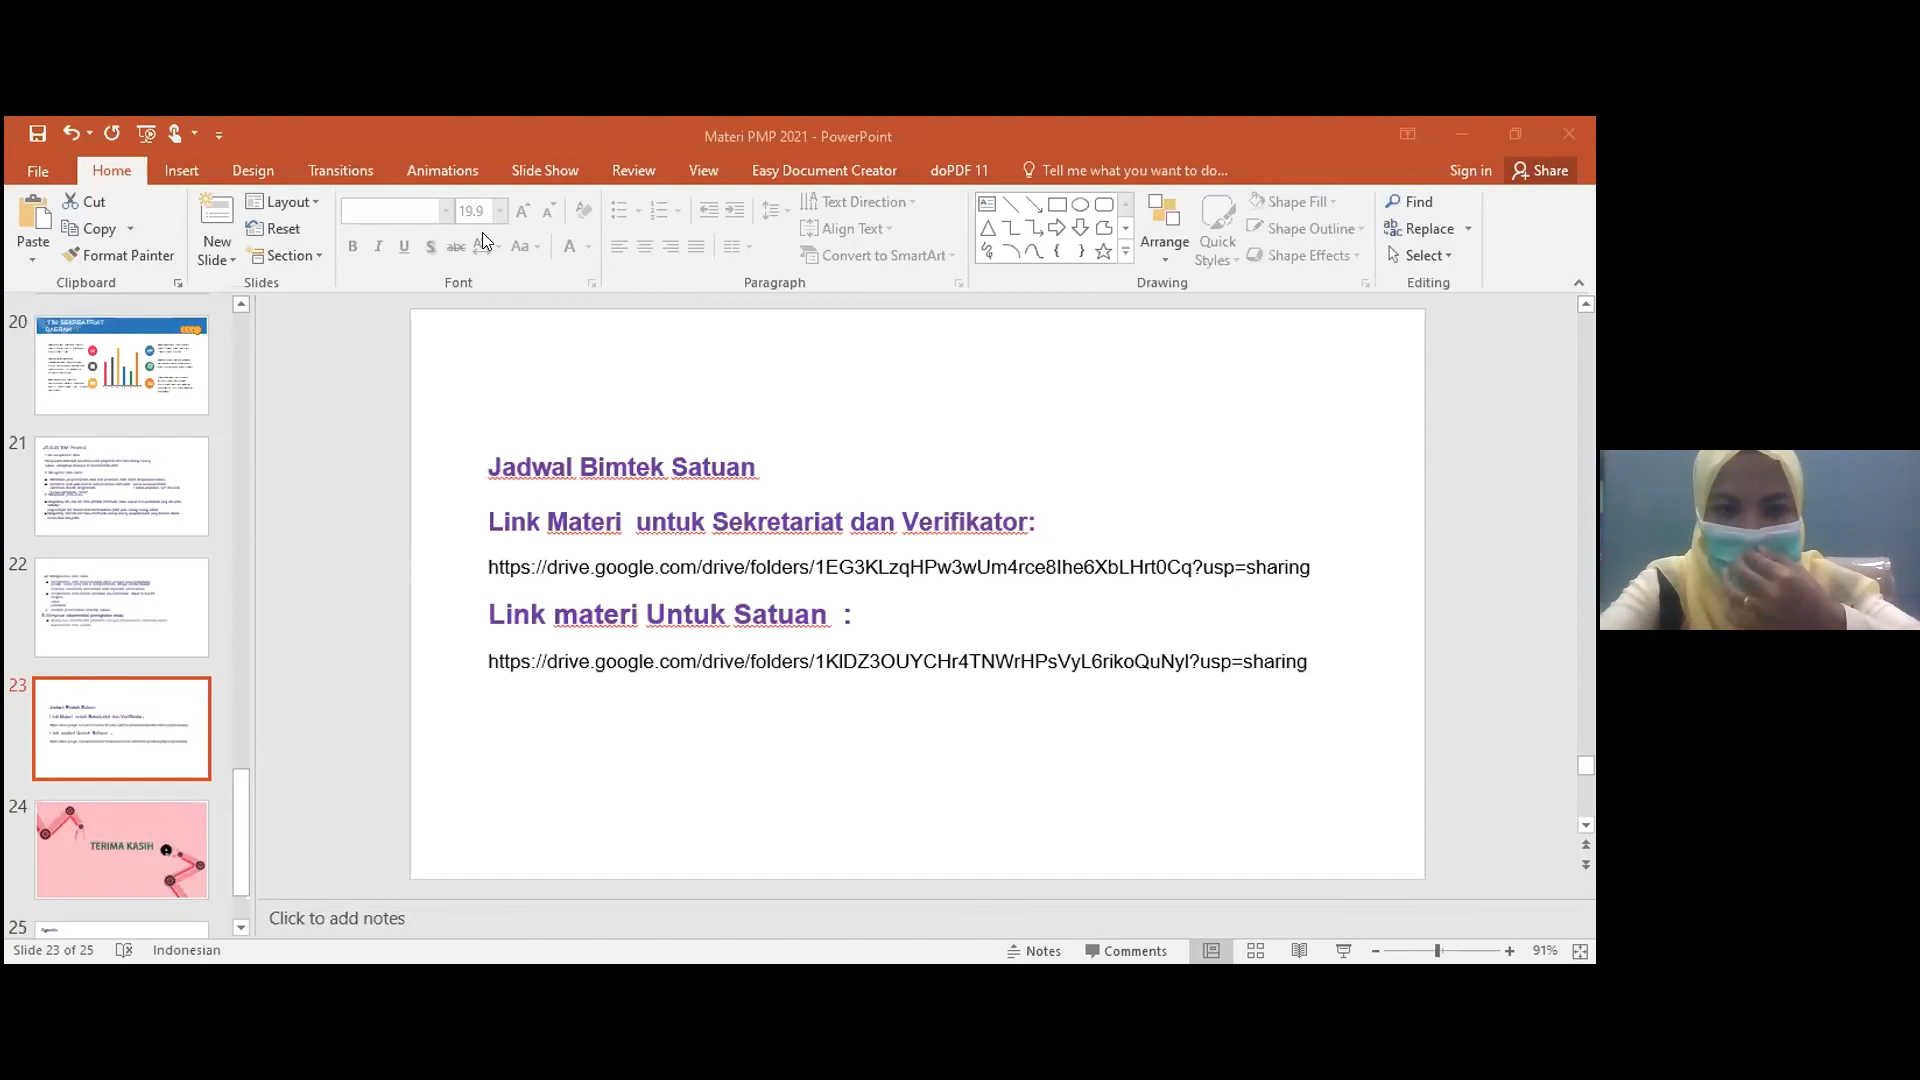 Materi PMP 2021 - PowerPoint
File Home Insert Design Transitions Animations Slide Show Review View Easy Document Creator doPDF 11 Tell me what you want to do... Sign in Share
Paste
Cut
Copy
Format Painter
Clipboard
New
Slide
Layout
Reset
Section
Slides
19.9
B I U S abc Aa A
Font
Text Direction
Align Text
Convert to SmartArt
Paragraph
Arrange
Quick
Styles
Shape Fill
Shape Outline
Shape Effects
Drawing
Find
Replace
Select
Editing
20
TIM SEKREATRIAT
DAERAH
21
22
23
24
TERIMA KASIH
25
Jadwal Bimtek Satuan
Link Materi untuk Sekretariat dan Verifikator:
https://drive.google.com/drive/folders/1EG3KLzqHPw3wUm4rce8Ihe6XbLHrt0Cq?usp=sharing
Link materi Untuk Satuan :
https://drive.google.com/drive/folders/1KIDZ3OUYCHr4TNWrHPsVyL6rikoQuNyl?usp=sharing
Click to add notes
Slide 23 of 25 Indonesian Notes Comments 91%